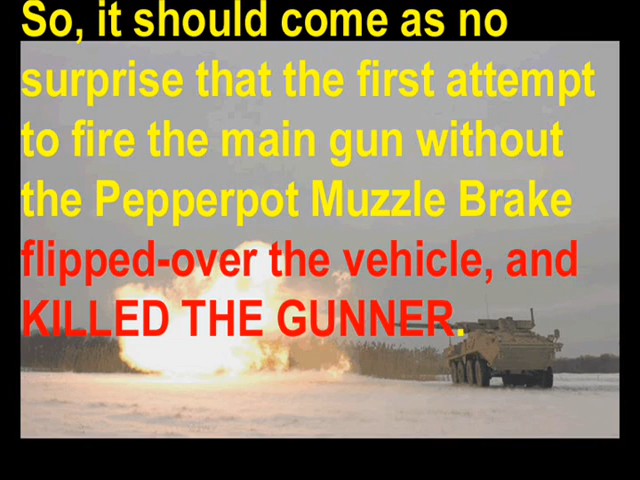 So, it should come as no
surprise that the first attempt
to fire the main gun without
the Pepperpot Muzzle Brake
flipped-over the vehicle, and
KILLED THE GUNNER.